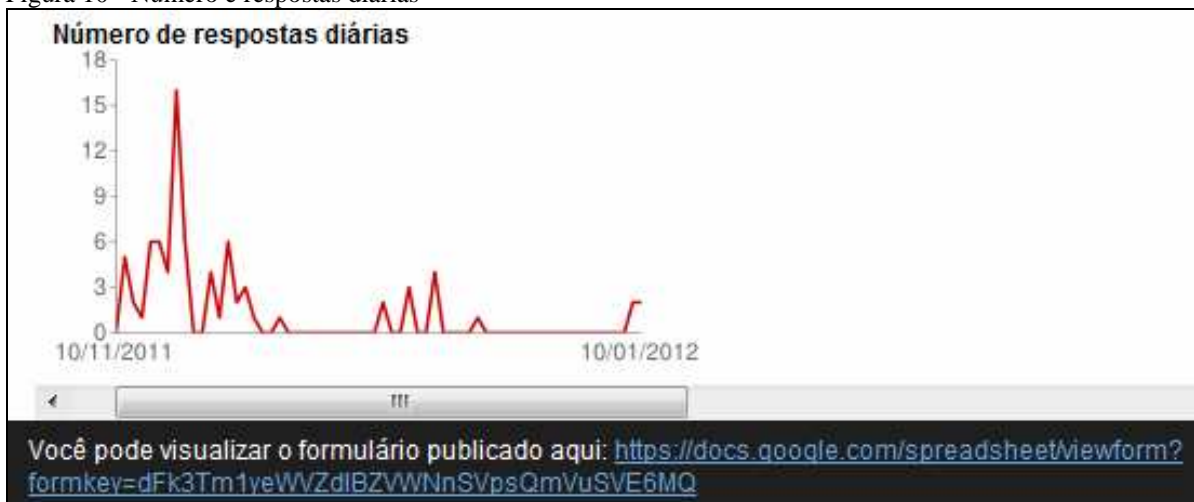 Figura 16 - Número e respostas diárias
Número de respostas diárias
18
15
12
9
6
3
0
10/11/2011 10/01/2012
Você pode visualizar o formulário publicado aqui: https://docs.google.com/spreadsheet/viewform?
formkey=dFk3Tm1yeWVZdlBZVWNnSVpsQmVuSVE6MQ